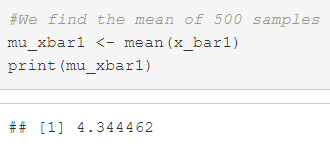 #We find the mean of 500 samples
mu_xbar1 <- mean(x_bar1)
print(mu_xbar1)
## [1] 4.344462